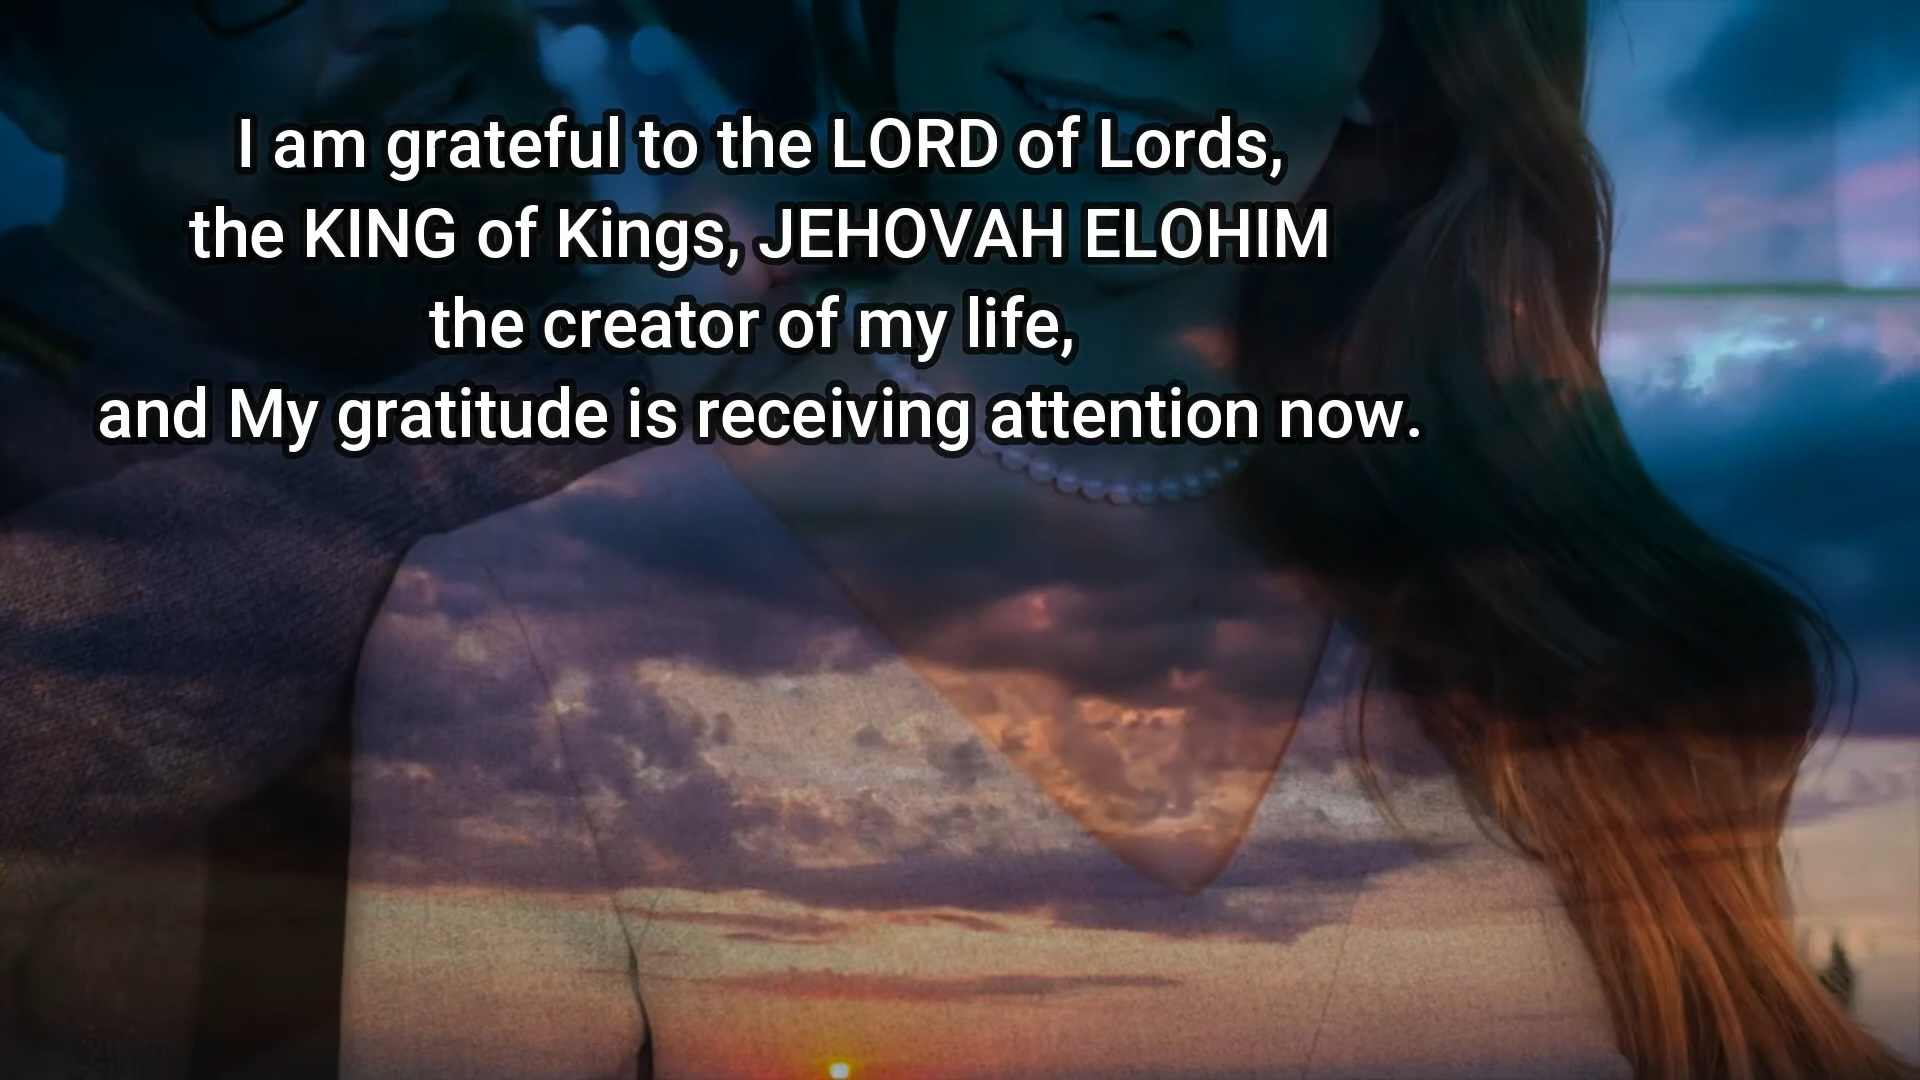 I am grateful to the LORD of Lords,
the KING of Kings, JEHOVAH ELOHIM
the creator of my life,
and My gratitude is receiving attention now.